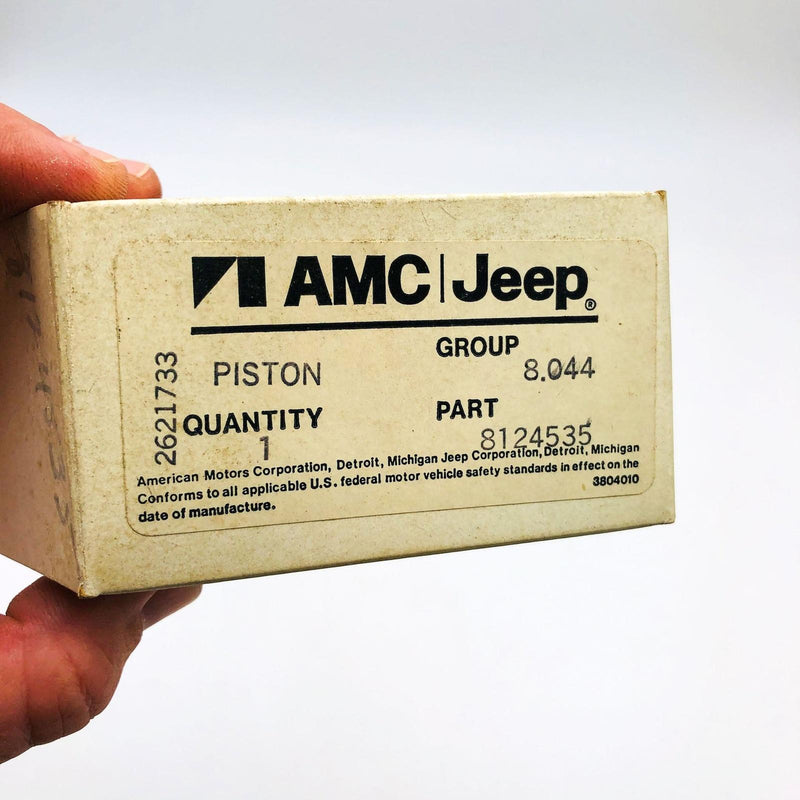 AMC|Jeep®
PISTON
GROUP
8.044
2621733
QUANTITY
1
PART
8124535
American Motors Corporation, Detroit, Michigan Jeep Corporation, Detroit, Michigan
Conforms to all applicable U.S. federal motor vehicle safety standards in effect on the
date of manufacture.
3804010